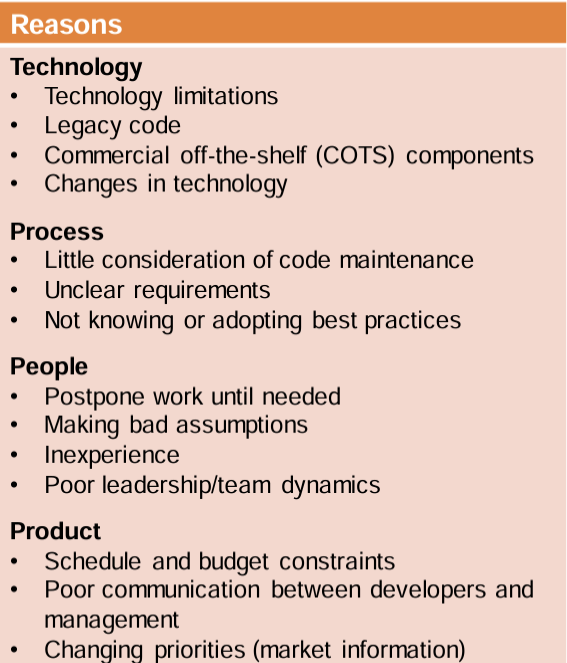 Reasons
Technology
• Technology limitations
• Legacy code
• Commercial off-the-shelf (COTS) components
• Changes in technology
Process
• Little consideration of code maintenance
• Unclear requirements
• Not knowing or adopting best practices
People
• Postpone work until needed
• Making bad assumptions
• Inexperience
• Poor leadership/team dynamics
Product
• Schedule and budget constraints
• Poor communication between developers and
management
• Changing priorities (market information)